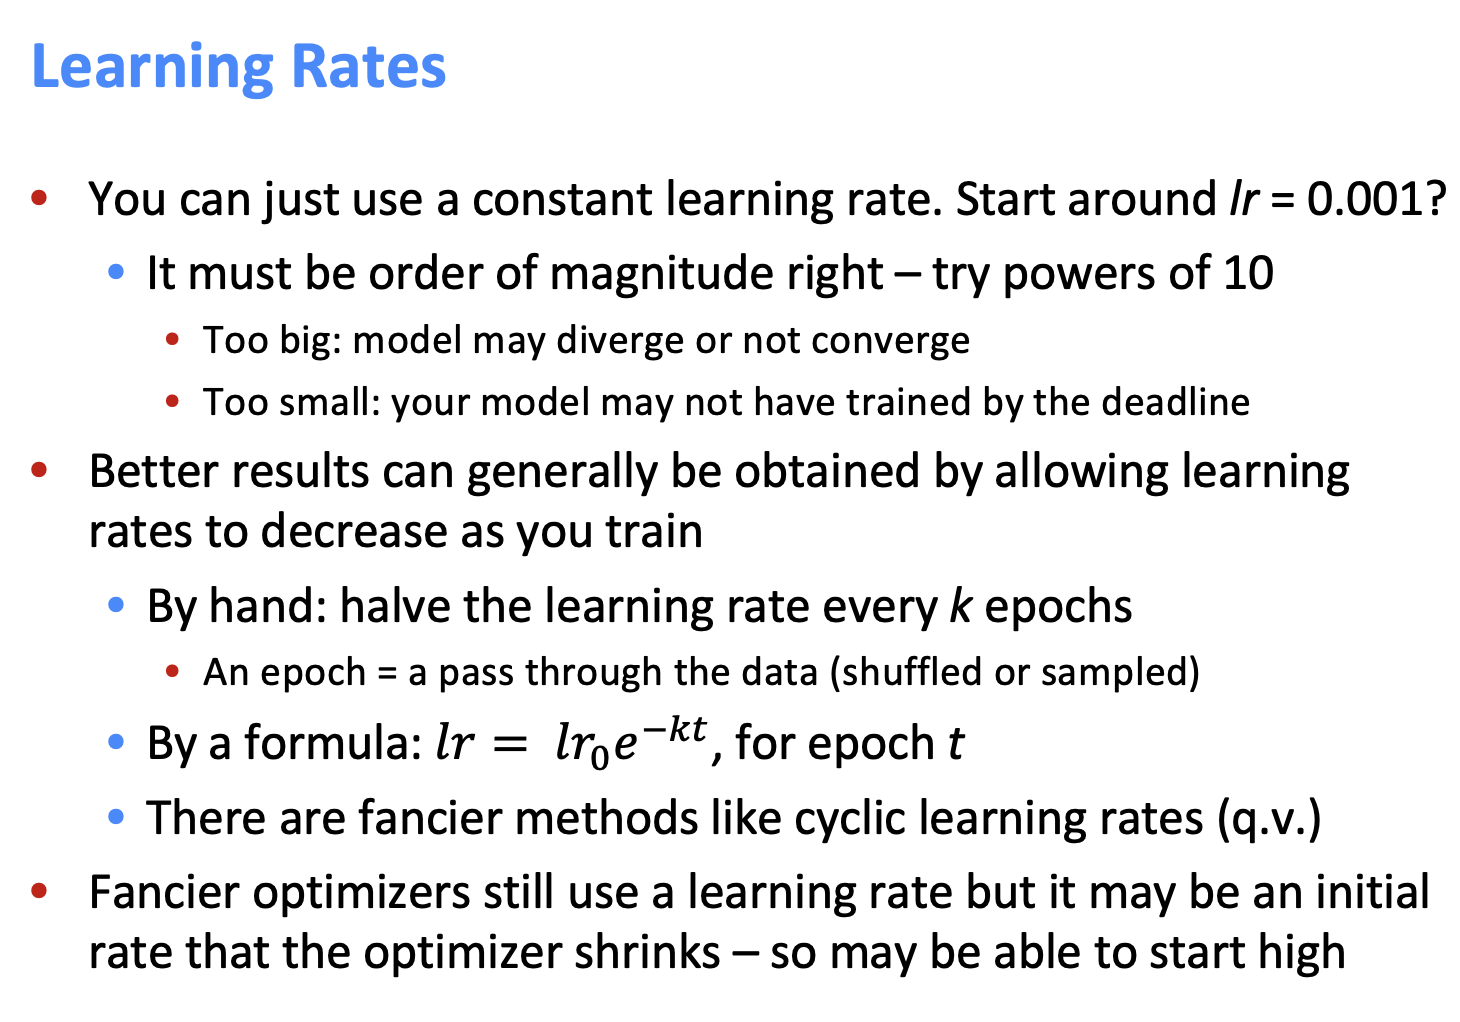 Learning Rates
• You can just use a constant learning rate. Start around lr = 0.001?
• It must be order of magnitude right – try powers of 10
• Too big: model may diverge or not converge
• Too small: your model may not have trained by the deadline
• Better results can generally be obtained by allowing learning
rates to decrease as you train
• By hand: halve the learning rate every k epochs
• An epoch = a pass through the data (shuffled or sampled)
• By a formula: lr = lr₀e^{−kt}, for epoch t
• There are fancier methods like cyclic learning rates (q.v.)
• Fancier optimizers still use a learning rate but it may be an initial
rate that the optimizer shrinks – so may be able to start high